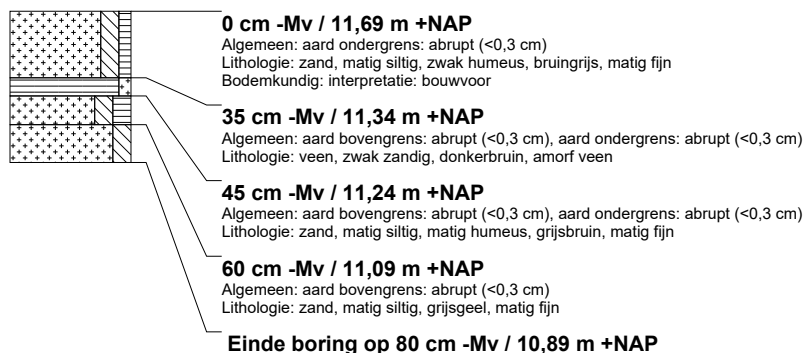 0 cm -Mv / 11,69 m +NAP
Algemeen: aard ondergrens: abrupt (<0,3 cm)
Lithologie: zand, matig siltig, zwak humeus, bruingrijs, matig fijn
Bodemkundig: interpretatie: bouwvoor
35 cm -Mv / 11,34 m +NAP
Algemeen: aard bovengrens: abrupt (<0,3 cm), aard ondergrens: abrupt (<0,3 cm)
Lithologie: veen, zwak zandig, donkerbruin, amorf veen
45 cm -Mv / 11,24 m +NAP
Algemeen: aard bovengrens: abrupt (<0,3 cm), aard ondergrens: abrupt (<0,3 cm)
Lithologie: zand, matig siltig, matig humeus, grijsbruin, matig fijn
60 cm -Mv / 11,09 m +NAP
Algemeen: aard bovengrens: abrupt (<0,3 cm)
Lithologie: zand, matig siltig, grijsgeel, matig fijn
Einde boring op 80 cm -Mv / 10,89 m +NAP